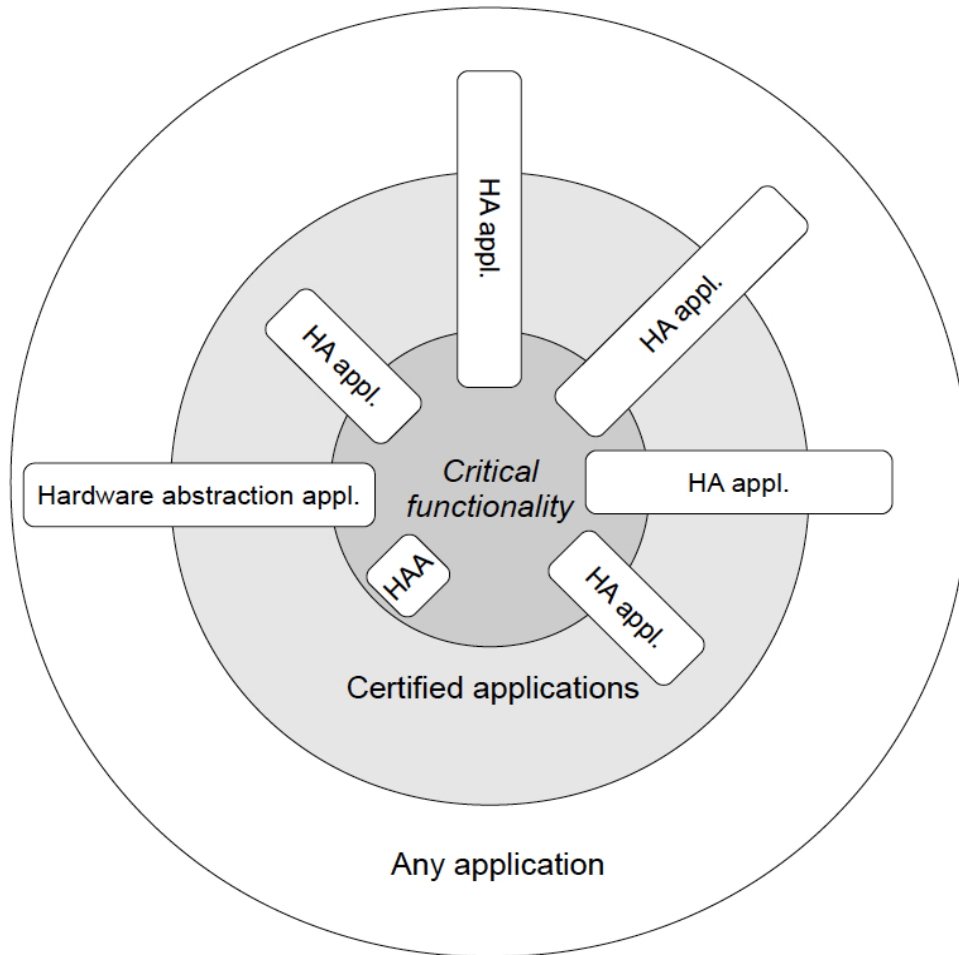 HA appl.
HA appl.
HA appl.
Critical
functionality
HA appl.
Hardware abstraction appl.
HAA
HA appl.
Certified applications
Any application